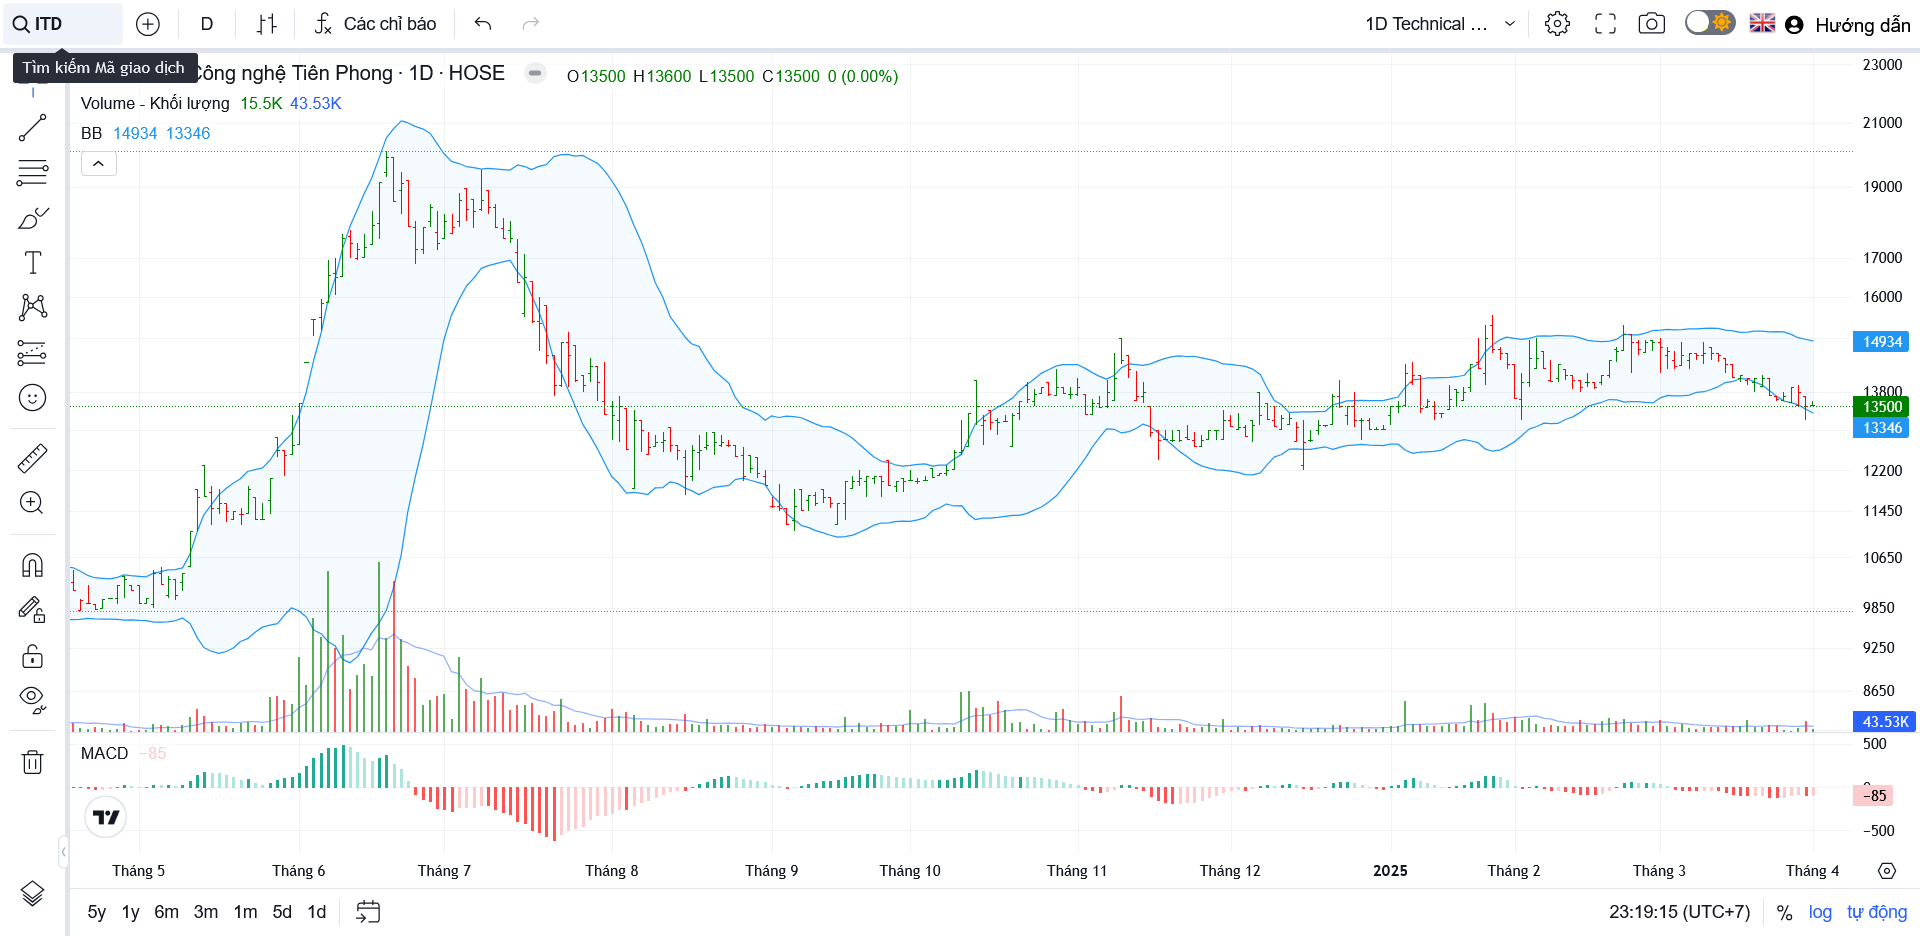 ITD
D
Các chỉ báo
1D Technical ...
Hướng dẫn
Tìm kiếm Mã giao dịch
Công nghệ Tiên Phong · 1D · HOSE
O13500 H13600 L13500 C13500 0 (0.00%)
Volume - Khối lượng 15.5K 43.53K
BB 14934 13346
23000
21000
19000
17000
16000
14934
13800
13500
13346
12200
11450
10650
9850
9250
8650
43.53K
MACD −85
500
−85
−500
Tháng 5
Tháng 6
Tháng 7
Tháng 8
Tháng 9
Tháng 10
Tháng 11
Tháng 12
2025
Tháng 2
Tháng 3
Tháng 4
5y 1y 6m 3m 1m 5d 1d
23:19:15 (UTC+7) % log tự động